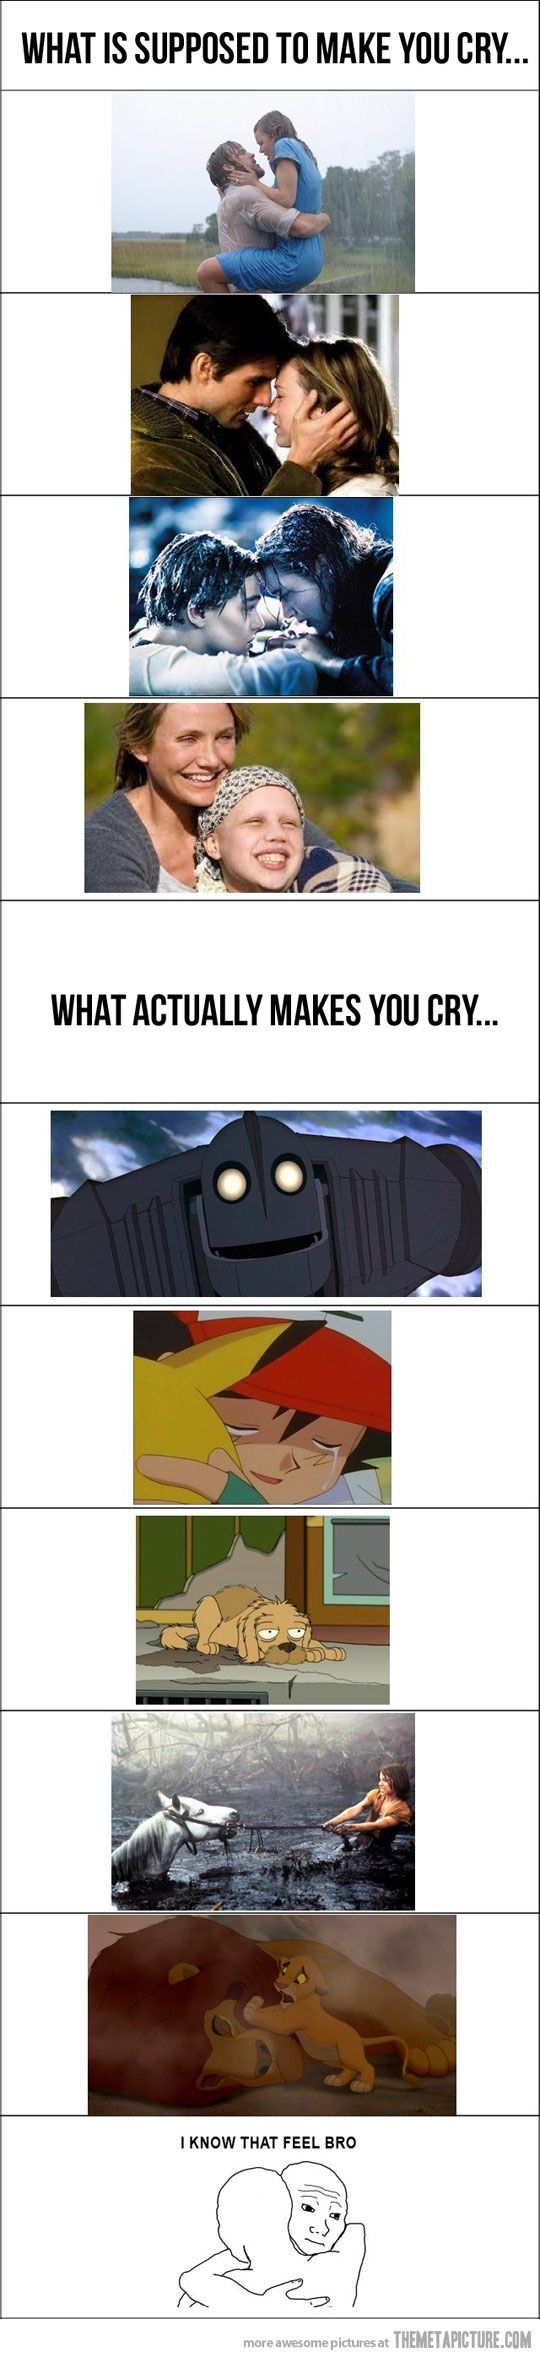 WHAT IS SUPPOSED TO MAKE YOU CRY...
WHAT ACTUALLY MAKES YOU CRY...
I KNOW THAT FEEL BRO
more awesome pictures at THEMETAPICTURE.COM